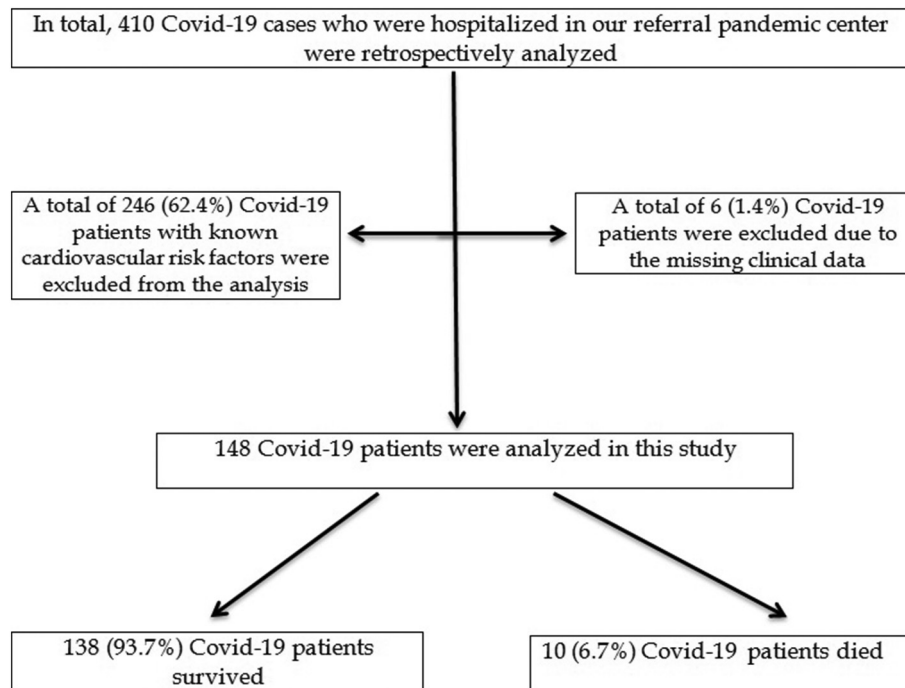 In total, 410 Covid-19 cases who were hospitalized in our referral pandemic center
were retrospectively analyzed
A total of 246 (62.4%) Covid-19
patients with known
cardiovascular risk factors were
excluded from the analysis
A total of 6 (1.4%) Covid-19
patients were excluded due to
the missing clinical data
148 Covid-19 patients were analyzed in this study
138 (93.7%) Covid-19 patients
survived
10 (6.7%) Covid-19 patients died